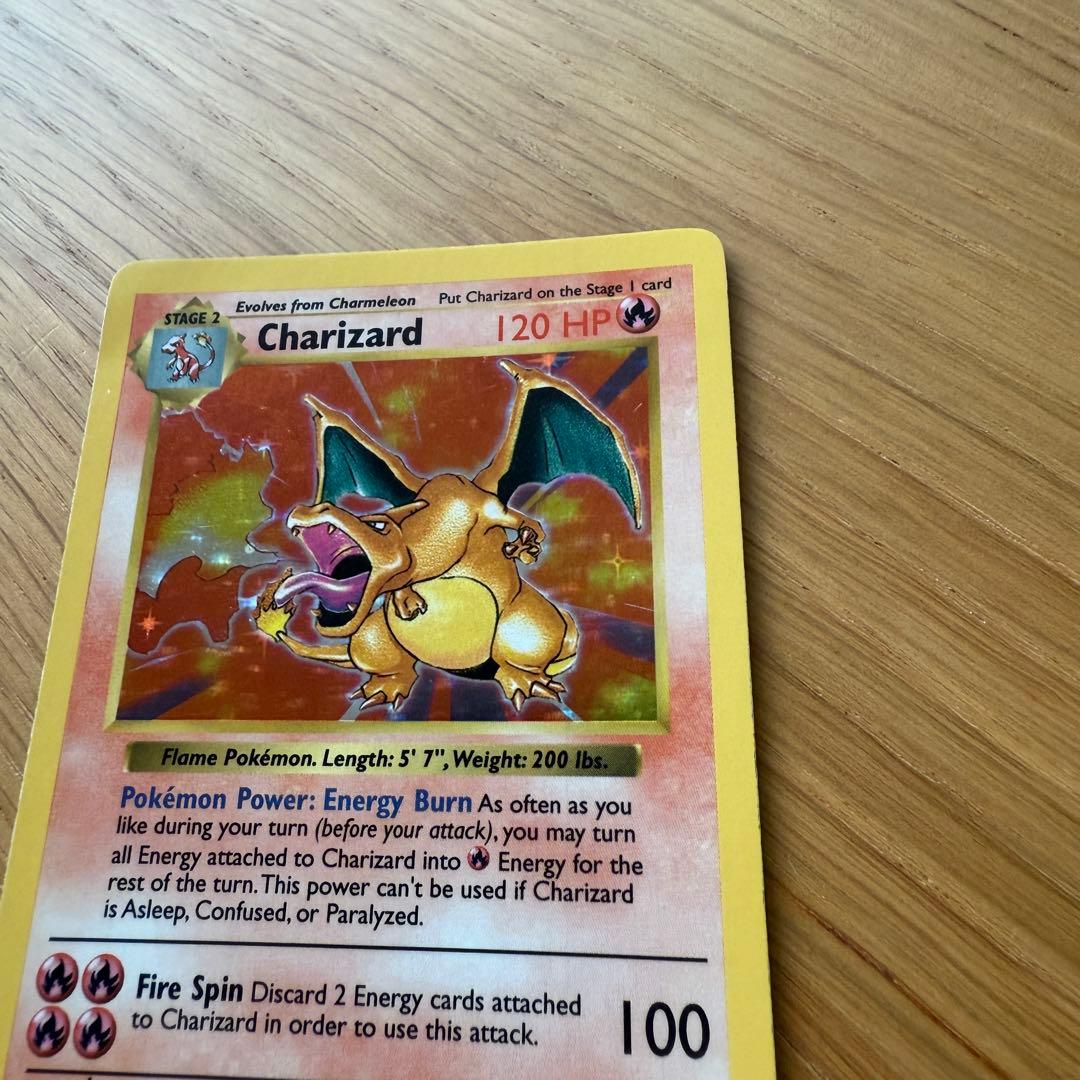 Evolves from Charmeleon Put Charizard on the Stage 1 card
STAGE 2
Charizard 120 HP
Flame Pokémon. Length: 5' 7", Weight: 200 lbs.
Pokémon Power: Energy Burn As often as you
like during your turn (before your attack), you may turn
all Energy attached to Charizard into Energy for the
rest of the turn. This power can't be used if Charizard
is Asleep, Confused, or Paralyzed.
Fire Spin Discard 2 Energy cards attached
to Charizard in order to use this attack.
100